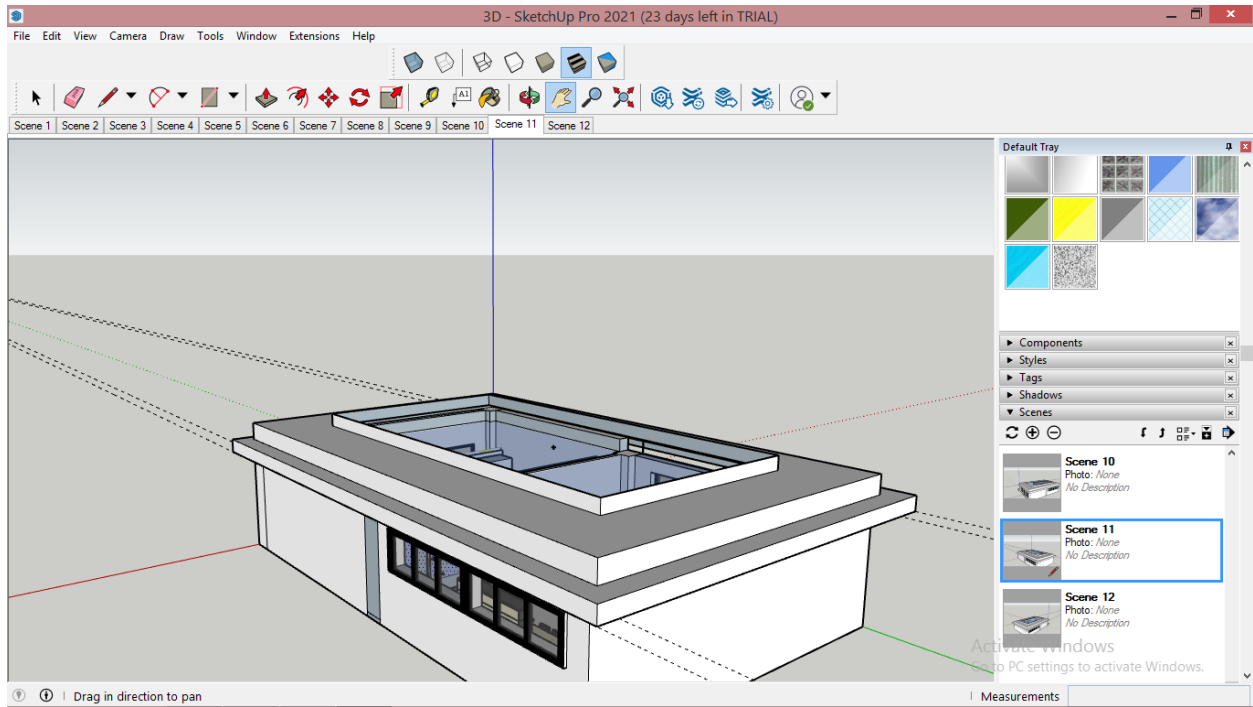 3D - SketchUp Pro 2021 (23 days left in TRIAL)
File Edit View Camera Draw Tools Window Extensions Help
A1
Scene 1 Scene 2 Scene 3 Scene 4 Scene 5 Scene 6 Scene 7 Scene 8 Scene 9 Scene 10 Scene 11 Scene 12
Default Tray
Components
Styles
Tags
Shadows
Scenes
Scene 10
Photo: None
No Description
Scene 11
Photo: None
No Description
Scene 12
Photo: None
No Description
Activate Windows
Go to PC settings to activate Windows.
Drag in direction to pan
Measurements